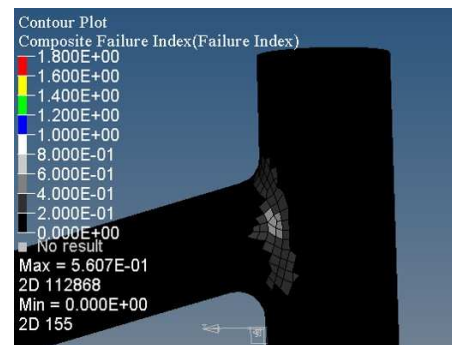 Contour Plot
Composite Failure Index(Failure Index)
1.800E+00
1.600E+00
1.400E+00
1.200E+00
1.000E+00
8.000E-01
6.000E-01
4.000E-01
2.000E-01
0.000E+00
No result
Max = 5.607E-01
2D 112868
Min = 0.000E+00
2D 155